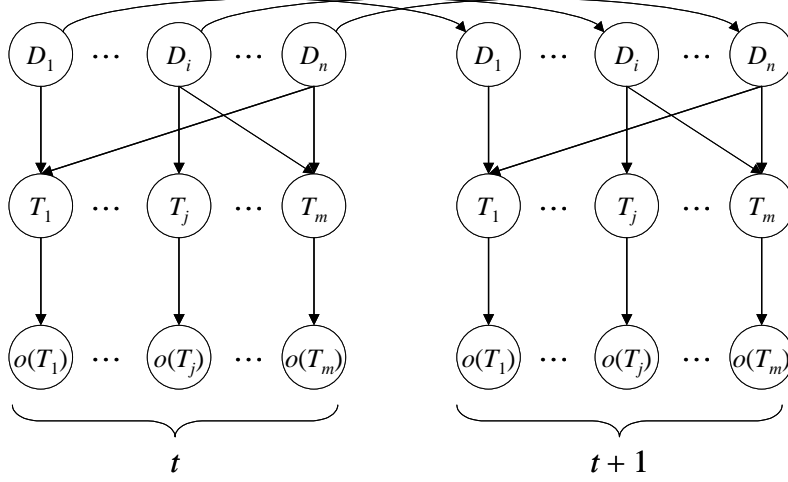 D₁ ⋯ Dᵢ ⋯ Dₙ D₁ ⋯ Dᵢ ⋯ Dₙ
T₁ ⋯ Tⱼ ⋯ Tₘ T₁ ⋯ Tⱼ ⋯ Tₘ
o(T₁) ⋯ o(Tⱼ) ⋯ o(Tₘ) o(T₁) ⋯ o(Tⱼ) ⋯ o(Tₘ)
t t + 1